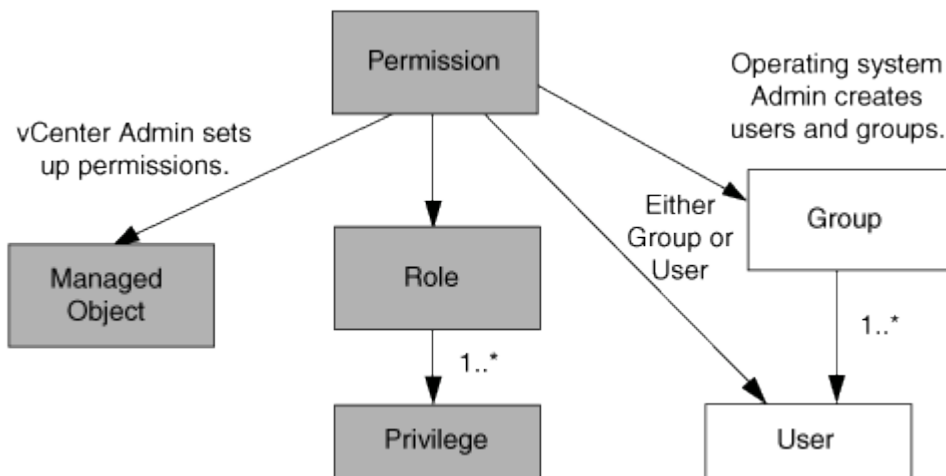 Permission
Operating system
Admin creates
users and groups.
vCenter Admin sets
up permissions.
Either
Group or
User
Group
Managed
Object
Role
1..*
1..*
Privilege
User